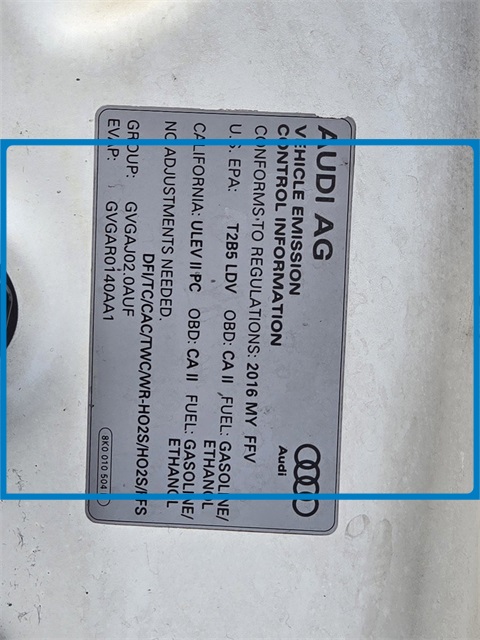 AUDI AG
VEHICLE EMISSION
CONTROL INFORMATION
Audi
CONFORMS TO REGULATIONS: 2016 MY FFV
U.S. EPA: T2B5 LDV OBD: CA II FUEL: GASOLINE/
ETHANOL
CALIFORNIA: ULEV II PC OBD: CA II FUEL: GASOLINE/
ETHANOL
NO ADJUSTMENTS NEEDED.
DFI/TC/CAC/TWC/WR-HO2S/HO2S/
GROUP: GVGAJ02.0AUF
EVAP: GVGAR0140AA1
8K0 010 504